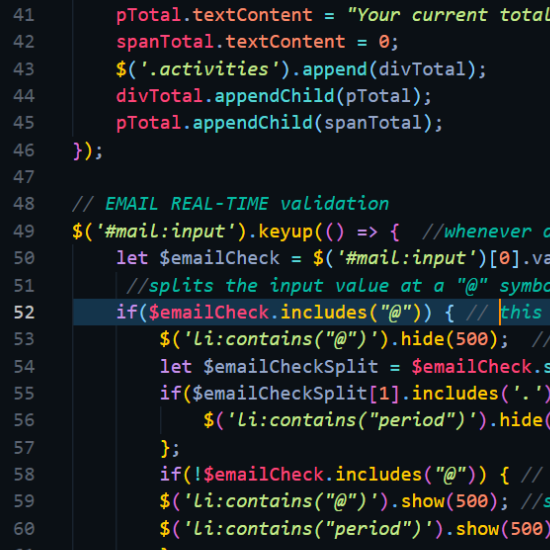 41 pTotal.textContent = "Your current total
42 spanTotal.textContent = 0;
43 $('.activities').append(divTotal);
44 divTotal.appendChild(pTotal);
45 pTotal.appendChild(spanTotal);
46 });
47
48 // EMAIL REAL-TIME validation
49 $('#mail:input').keyup(() => { //whenever a
50 let $emailCheck = $('#mail:input')[0].va
51 //splits the input value at a "@" symbo
52 if($emailCheck.includes("@")) { // this
53 $('li:contains("@")').hide(500); //
54 let $emailCheckSplit = $emailCheck.s
55 if($emailCheckSplit[1].includes('.')
56 $('li:contains("period")').hide(
57 };
58 if(!$emailCheck.includes("@")) { //
59 $('li:contains("@")').show(500); //s
60 $('li:contains("period")').show(500)